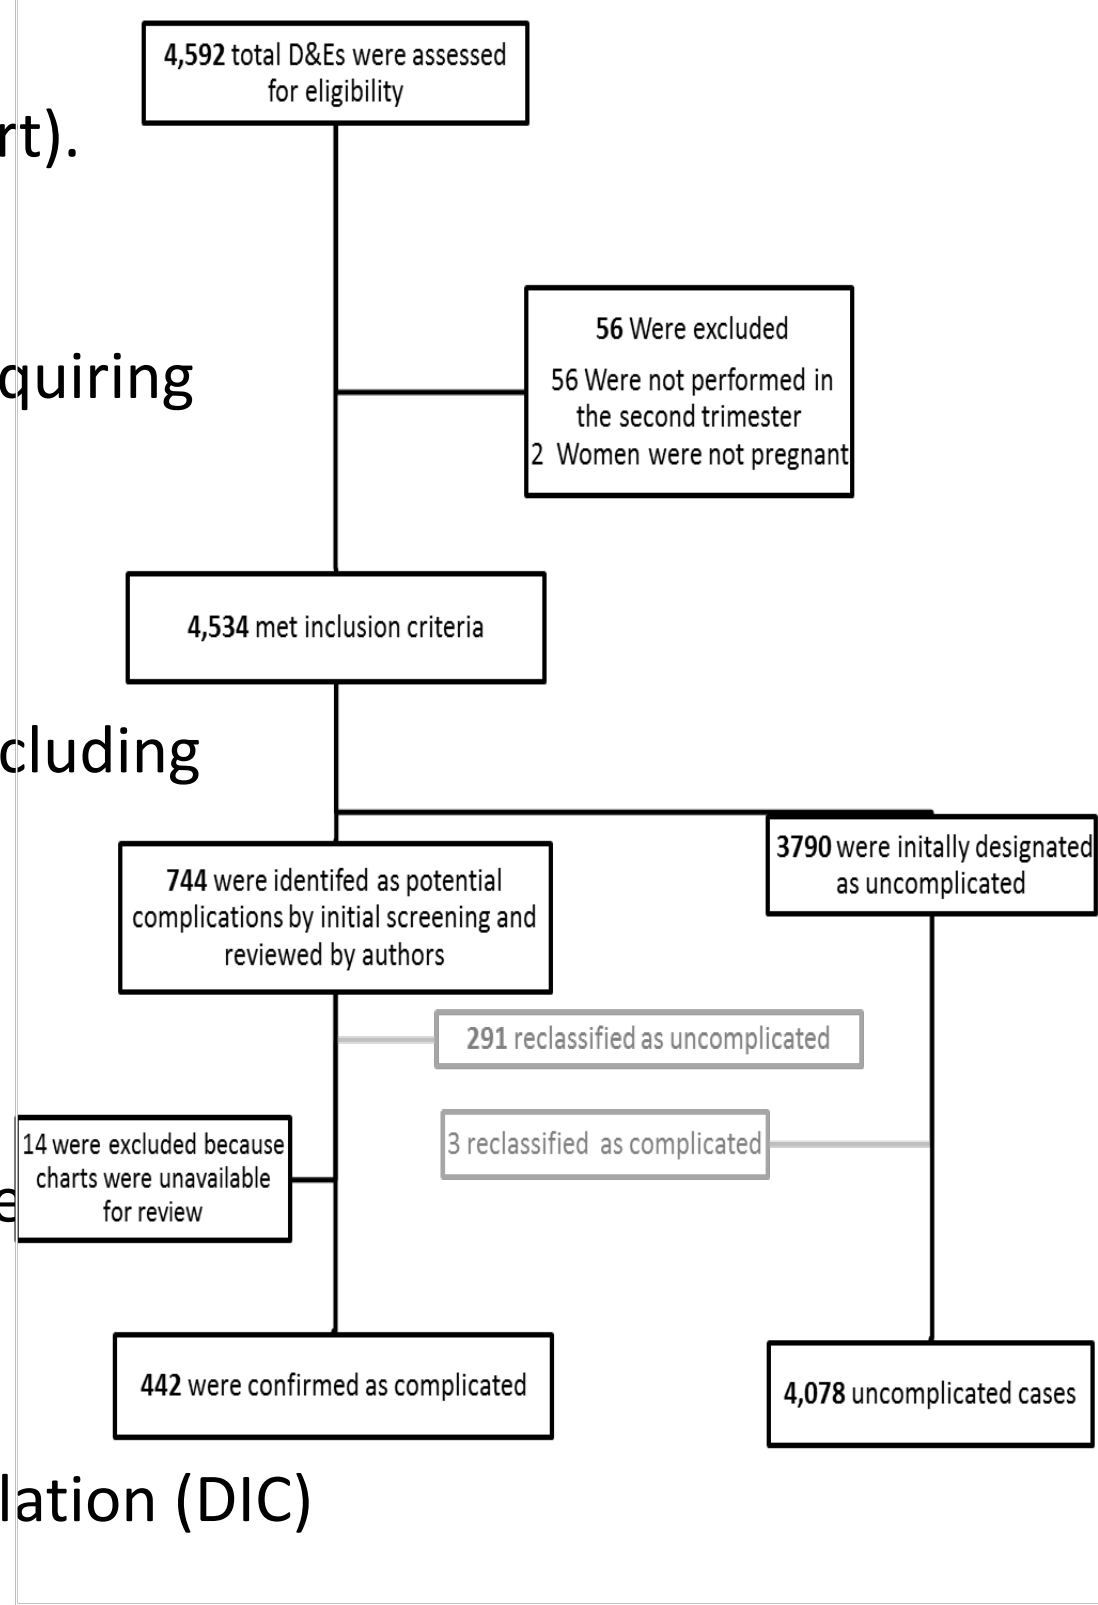 4,592 total D&Es were assessed
for eligibility
rt).
56 Were excluded
quiring
56 Were not performed in
the second trimester
2 Women were not pregnant
4,534 met inclusion criteria
cluding
3790 were initally designated
as uncomplicated
744 were identifed as potential
complications by initial screening and
reviewed by authors
291 reclassified as uncomplicated
3 reclassified as complicated
14 were excluded because
charts were unavailable
for review
e
442 were confirmed as complicated
4,078 uncomplicated cases
lation (DIC)